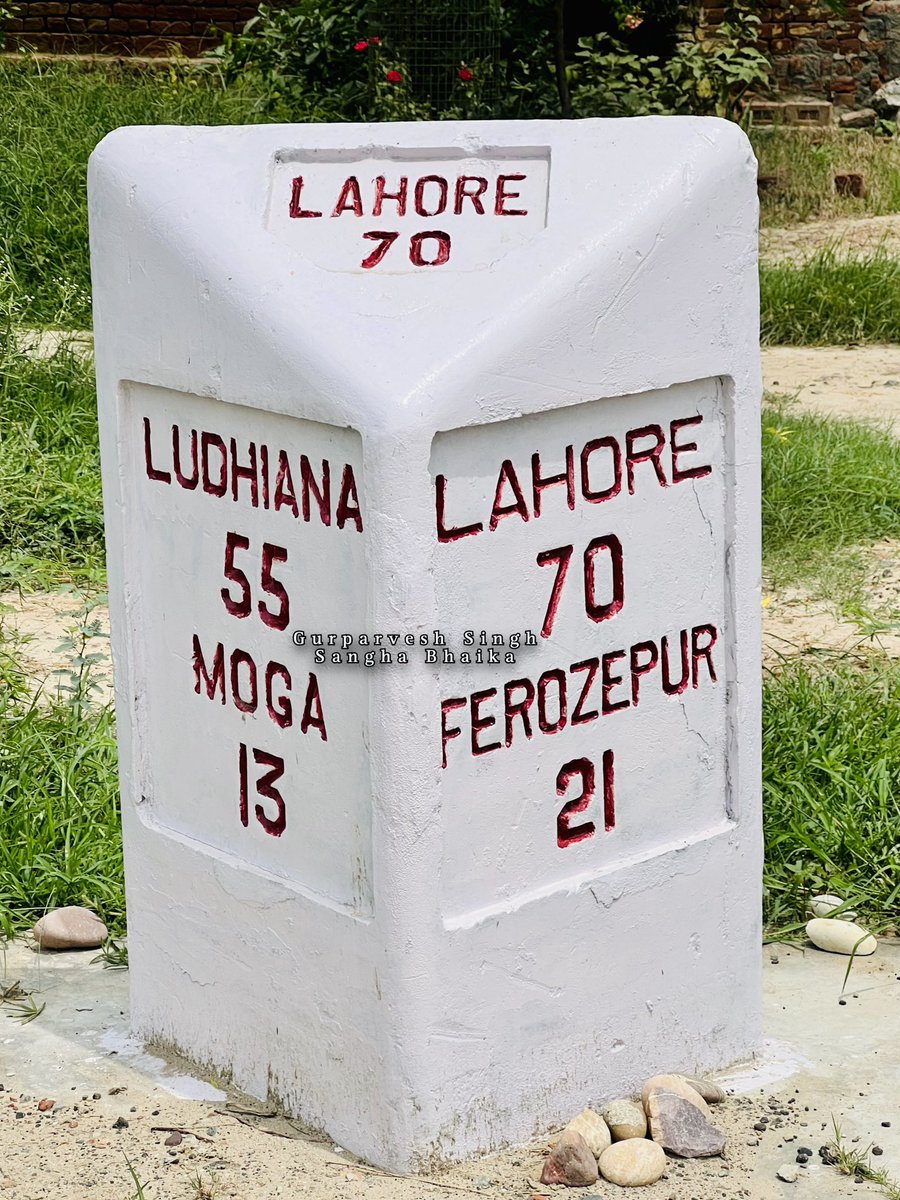 LAHORE
70
LUDHIANA
55
MOGA
13
LAHORE
70
FEROZEPUR
21
Gurparvesh Singh
Sangha Bhaika